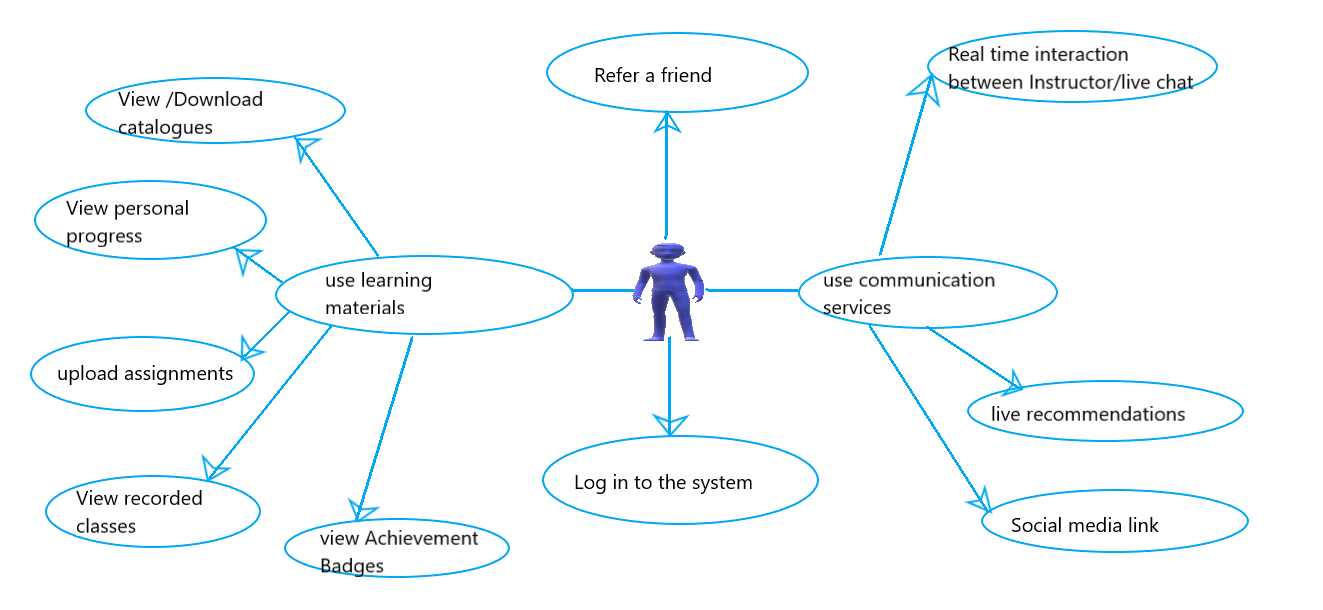 Refer a friend
Real time interaction
between Instructor/live chat
View /Download
catalogues
View personal
progress
use learning
materials
use communication
services
upload assignments
live recommendations
View recorded
classes
Log in to the system
view Achievement
Badges
Social media link